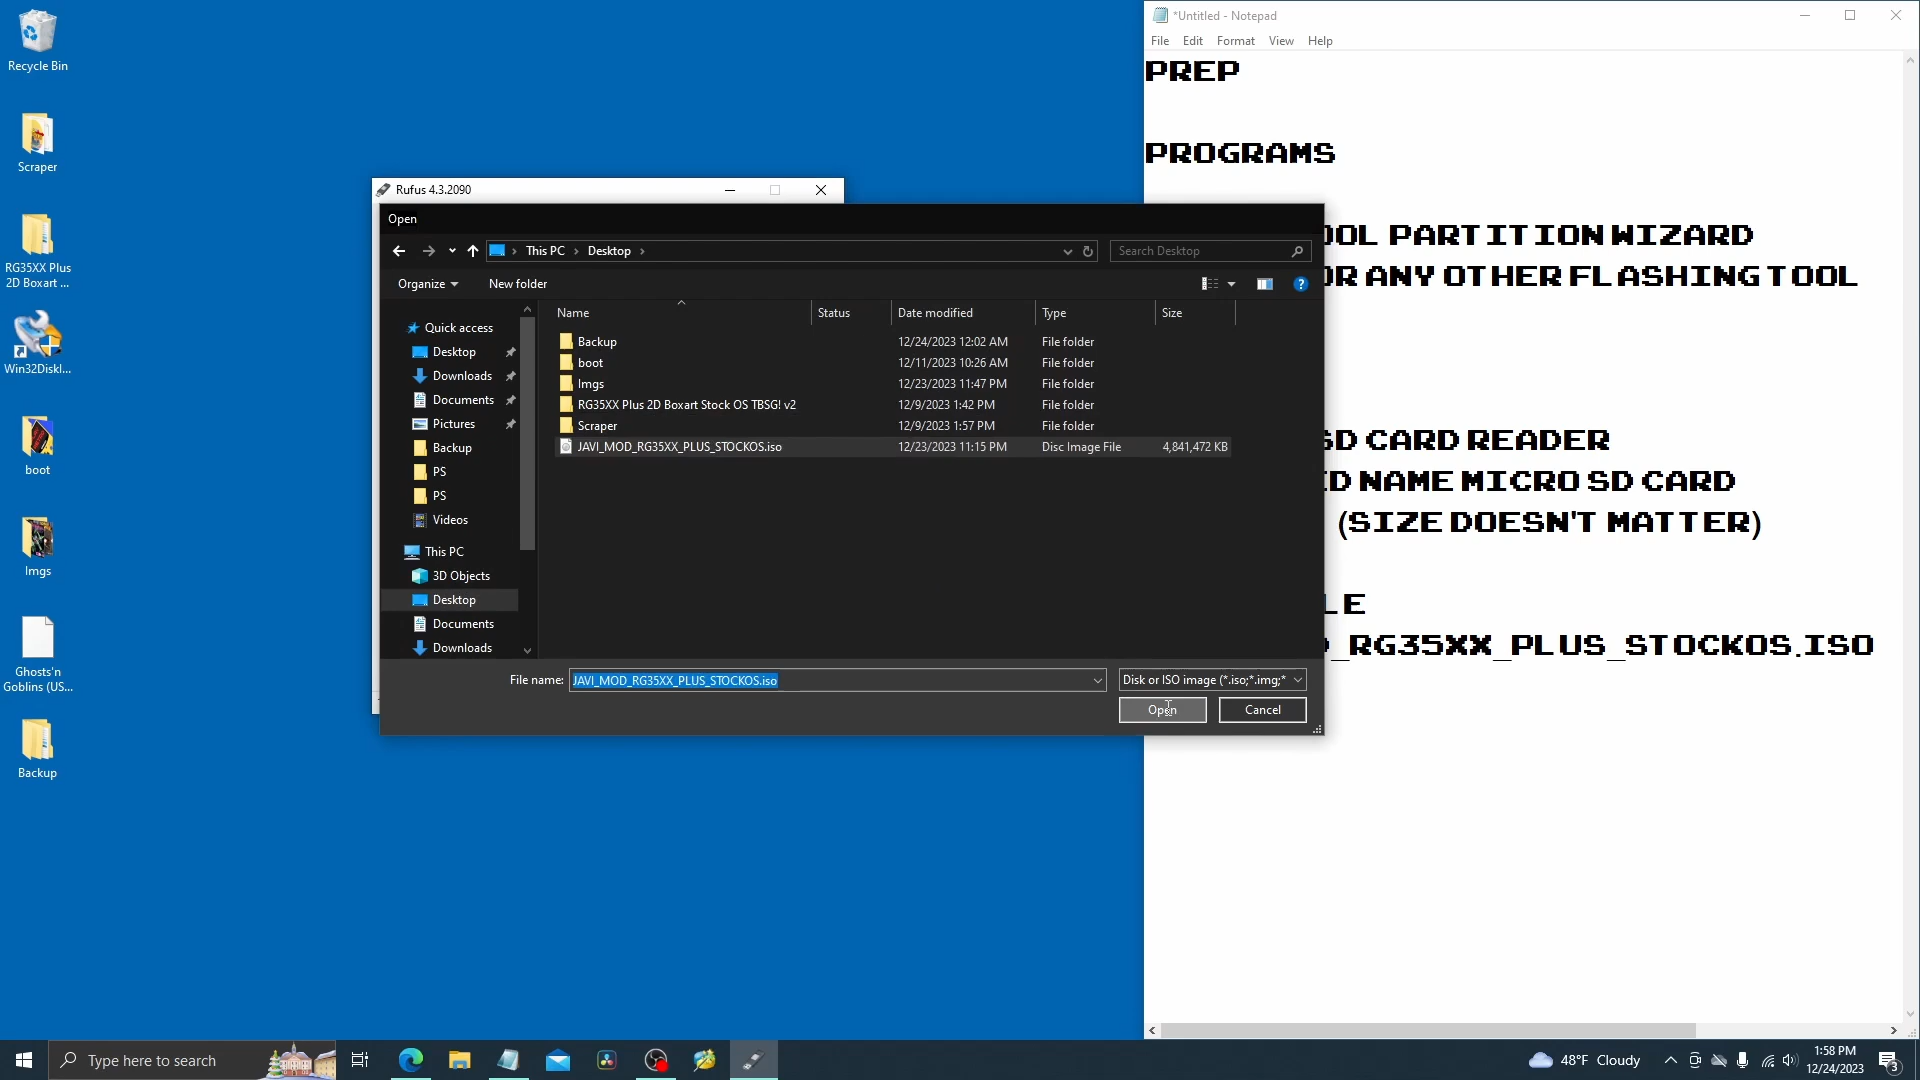 Recycle Bin
Scraper
RG35XX Plus
2D Boxart ...
Win32DiskI...
boot
Imgs
Ghosts'n
Goblins (US...
Backup
Rufus 4.3.2090
Open
This PC
Desktop
Search Desktop
Organize
New folder
Quick access
Desktop
Downloads
Documents
Pictures
Backup
PS
PS
Videos
This PC
3D Objects
Desktop
Documents
Downloads
Name Status Date modified Type Size
Backup 12/24/2023 12:02 AM File folder
boot 12/11/2023 10:26 AM File folder
Imgs 12/23/2023 11:47 PM File folder
RG35XX Plus 2D Boxart Stock OS TBSG! v2 12/9/2023 1:42 PM File folder
Scraper 12/9/2023 1:57 PM File folder
JAVI_MOD_RG35XX_PLUS_STOCKOS.iso 12/23/2023 11:15 PM Disc Image File 4,841,472 KB
File name: JAVI_MOD_RG35XX_PLUS_STOCKOS.iso
Disk or ISO image (*.iso;*.img;*
Open
Cancel
*Untitled - Notepad
File Edit Format View Help
PREP
PROGRAMS
OOL PARTITION WIZARD
OR ANY OTHER FLASHING TOOL
SD CARD READER
ED NAME MICRO SD CARD
(SIZE DOESN'T MATTER)
LE
_RG35XX_PLUS_STOCKOS.ISO
Type here to search
48°F Cloudy
1:58 PM
12/24/2023
3